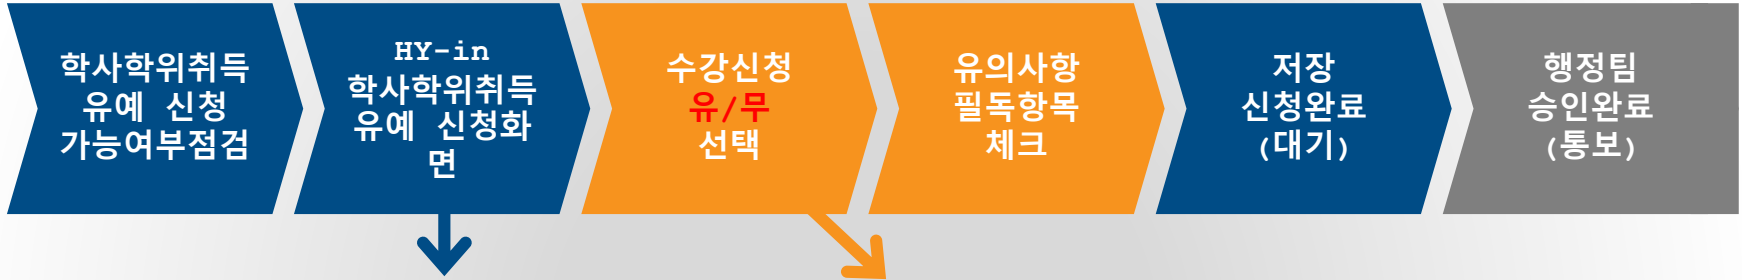 학사학위취득
유예 신청
가능여부점검
HY-in
학사학위취득
유예 신청화
면
수강신청
유/무
선택
유의사항
필독항목
체크
저장
신청완료
(대기)
행정팀
승인완료
(통보)